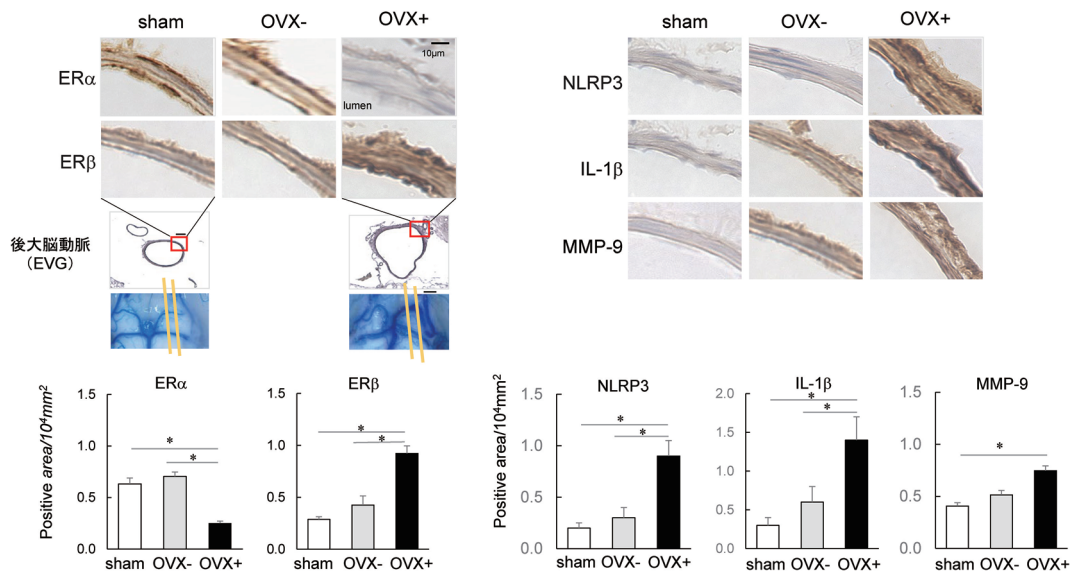 sham OVX- OVX+
ERα
10μm
lumen
ERβ
後大脳動脈
（EVG）
sham OVX- OVX+
NLRP3
IL-1β
MMP-9
ERα
Positive area/10⁴mm²
1.5
1.0
0.5
0.0
*
*
sham OVX- OVX+
ERβ
1.5
1.0
0.5
0.0
*
*
sham OVX- OVX+
NLRP3
Positive area/10⁴mm²
1.5
1.0
0.5
0.0
*
*
sham OVX- OVX+
IL-1β
2.0
1.5
1.0
0.5
0.0
*
*
sham OVX- OVX+
MMP-9
1.5
1.0
0.5
0.0
*
sham OVX- OVX+